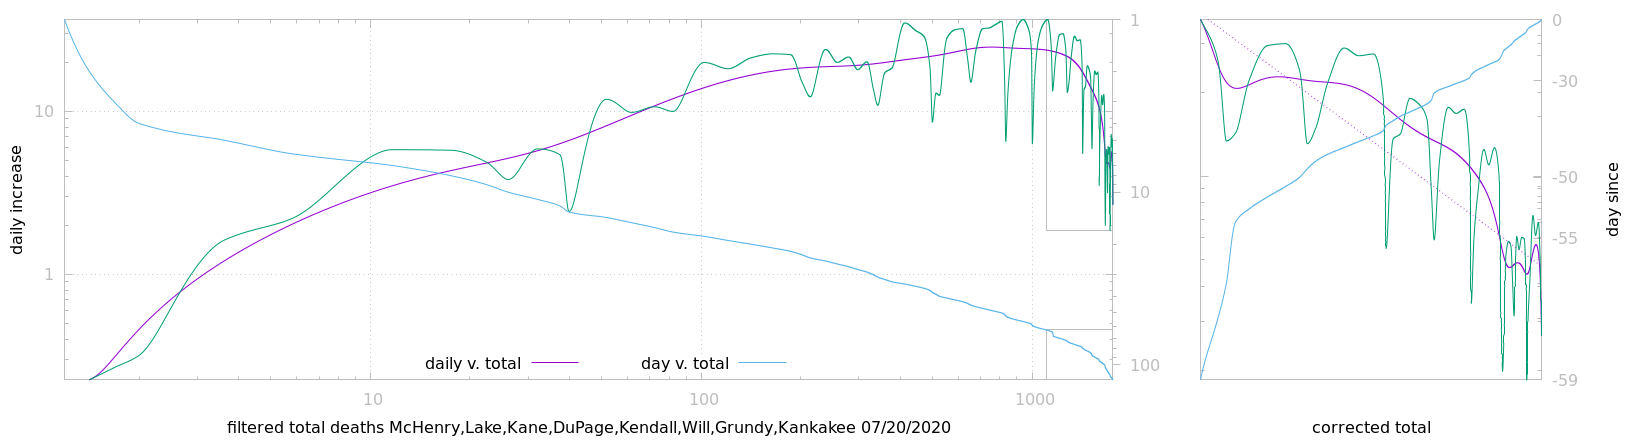 1
0
10
-30
daily increase
10
-50
day since
-55
1
daily v. total
day v. total
100
-59
10
100
1000
filtered total deaths McHenry,Lake,Kane,DuPage,Kendall,Will,Grundy,Kankakee 07/20/2020
corrected total